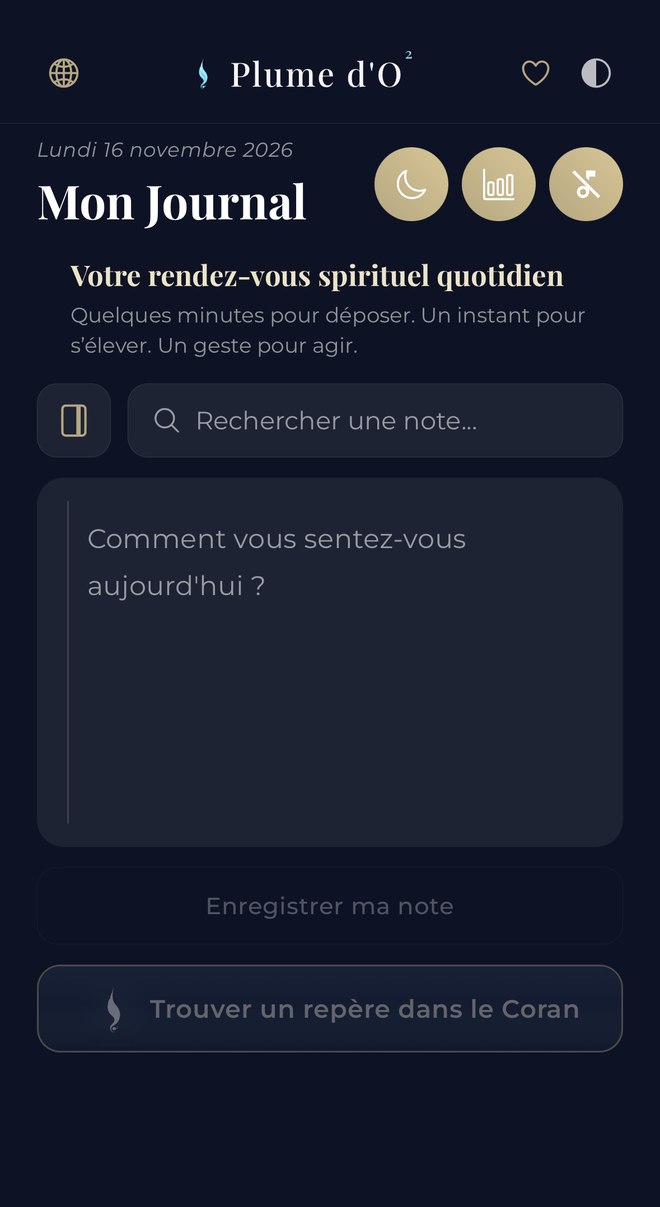 Plume d'O²
Lundi 16 novembre 2026
Mon Journal
Votre rendez-vous spirituel quotidien
Quelques minutes pour déposer. Un instant pour
s’élever. Un geste pour agir.
Rechercher une note...
Comment vous sentez-vous
aujourd'hui ?
Enregistrer ma note
Trouver un repère dans le Coran